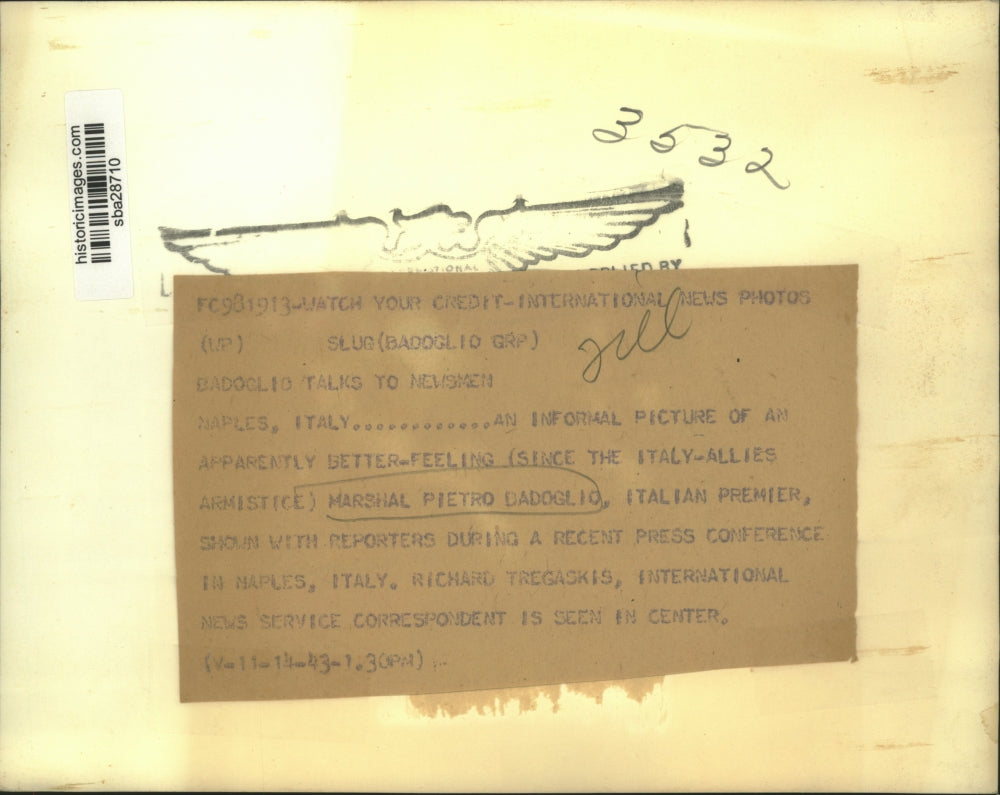 historicimages.com
sba28710
3532
PPLIED BY
FC981913-WATCH YOUR CREDIT-INTERNATIONAL NEWS PHOTOS
(WP) SLUG(BADOGLIO GRP)
BADOGLIO TALKS TO NEWSMEN
NAPLES, ITALY............AN INFORMAL PICTURE OF AN
APPARENTLY BETTER-FEELING (SINCE THE ITALY-ALLIES
ARMISTICE) MARSHAL PIETRO BADOGLIO, ITALIAN PREMIER,
SHOWN WITH REPORTERS DURING A RECENT PRESS CONFERENCE
IN NAPLES, ITALY. RICHARD TREGASKIS, INTERNATIONAL
NEWS SERVICE CORRESPONDENT IS SEEN IN CENTER.
(V-11-14-43-1.30PM)